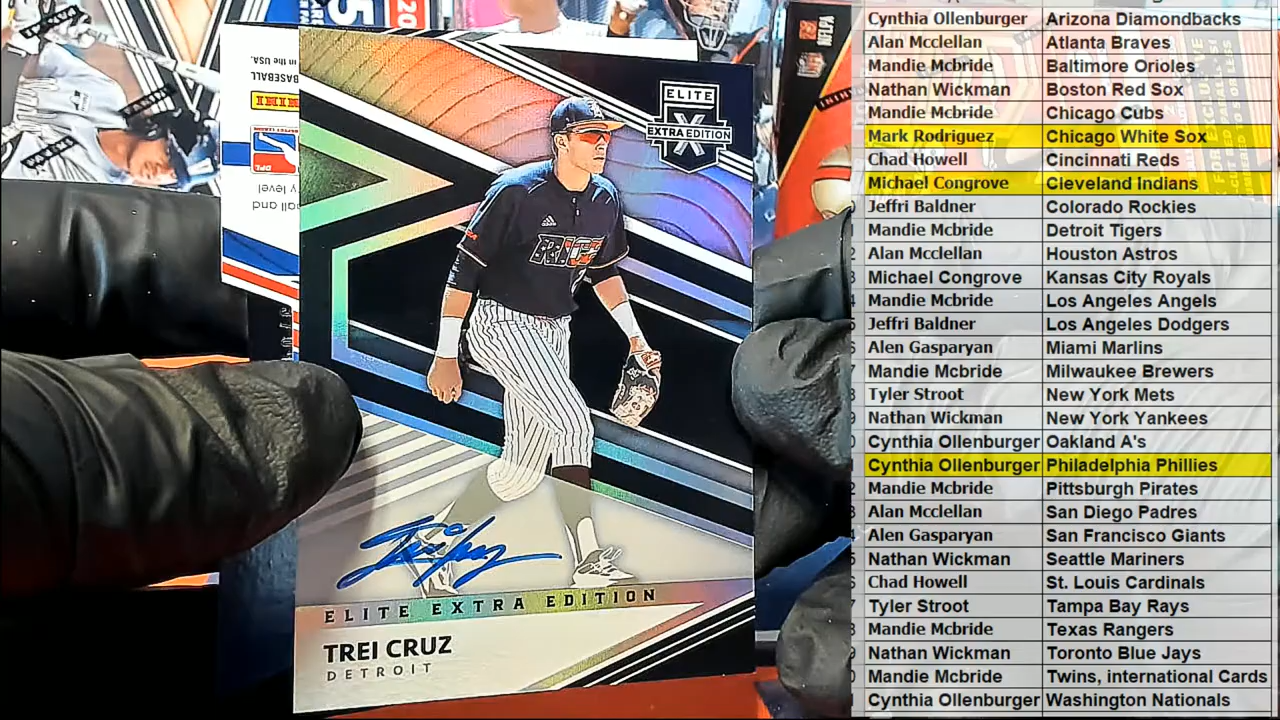 BASEBALL
in the USA.
PANINI
ELITE
X
EXTRA EDITION
RICE
ELITE EXTRA EDITION
TREI CRUZ
DETROIT
Cynthia Ollenburger Arizona Diamondbacks
Alan Mcclellan Atlanta Braves
Mandie Mcbride Baltimore Orioles
Nathan Wickman Boston Red Sox
Mandie Mcbride Chicago Cubs
Mark Rodriguez Chicago White Sox
Chad Howell Cincinnati Reds
Michael Congrove Cleveland Indians
Jeffri Baldner Colorado Rockies
Mandie Mcbride Detroit Tigers
Alan Mcclellan Houston Astros
Michael Congrove Kansas City Royals
Mandie Mcbride Los Angeles Angels
Jeffri Baldner Los Angeles Dodgers
Alen Gasparyan Miami Marlins
Mandie Mcbride Milwaukee Brewers
Tyler Stroot New York Mets
Nathan Wickman New York Yankees
Cynthia Ollenburger Oakland A's
Cynthia Ollenburger Philadelphia Phillies
Mandie Mcbride Pittsburgh Pirates
Alan Mcclellan San Diego Padres
Alen Gasparyan San Francisco Giants
Nathan Wickman Seattle Mariners
Chad Howell St. Louis Cardinals
Tyler Stroot Tampa Bay Rays
Mandie Mcbride Texas Rangers
Nathan Wickman Toronto Blue Jays
Mandie Mcbride Twins, international Cards
Cynthia Ollenburger Washington Nationals